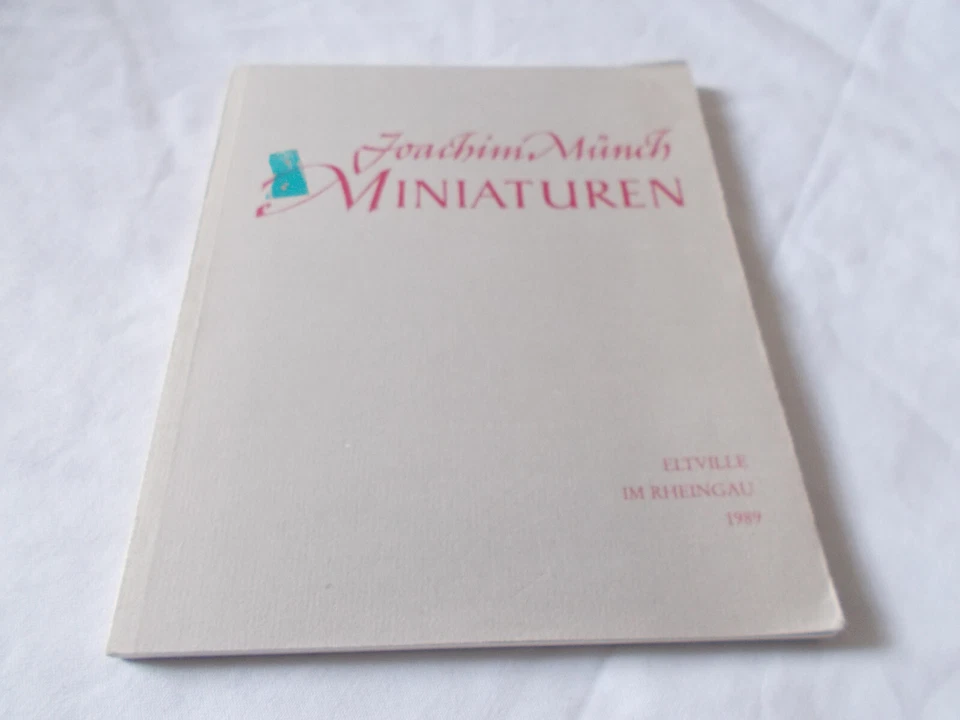 Joachim Münch
MINIATUREN
ELTVILLE
IM RHEINGAU
1989